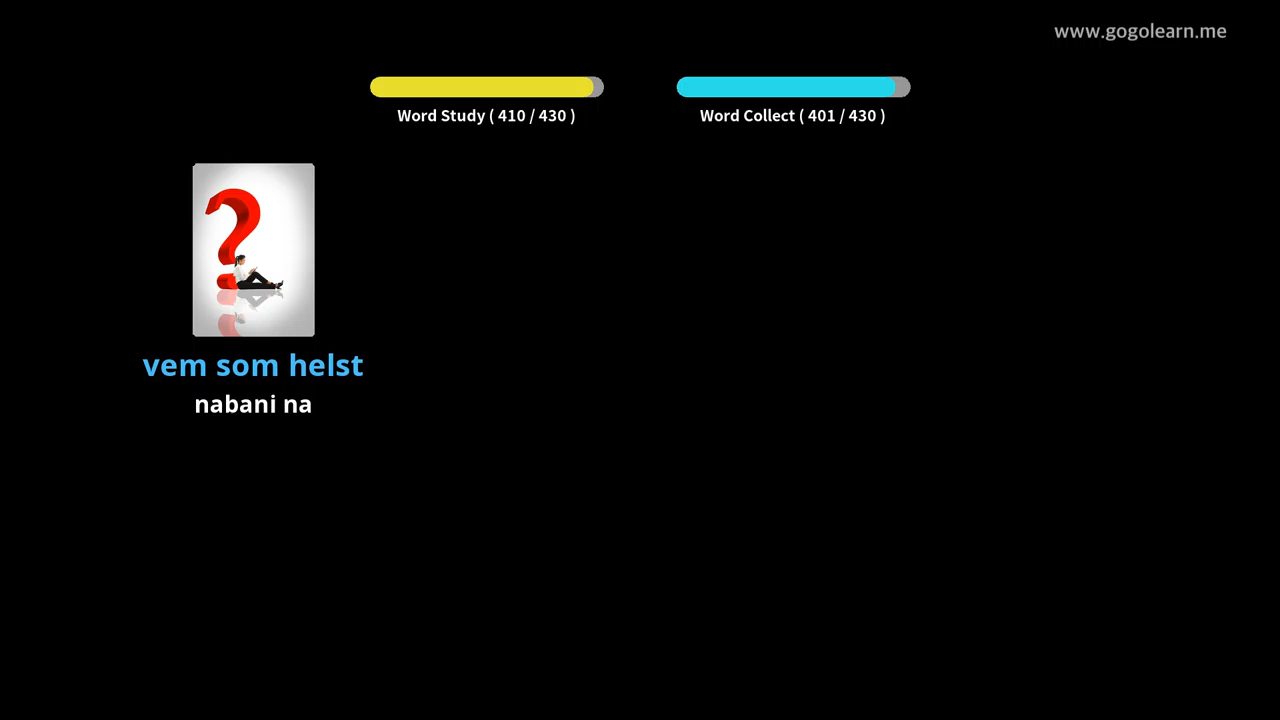 www.gogolearn.me
Word Study ( 410 / 430 )
Word Collect ( 401 / 430 )
vem som helst
nabani na